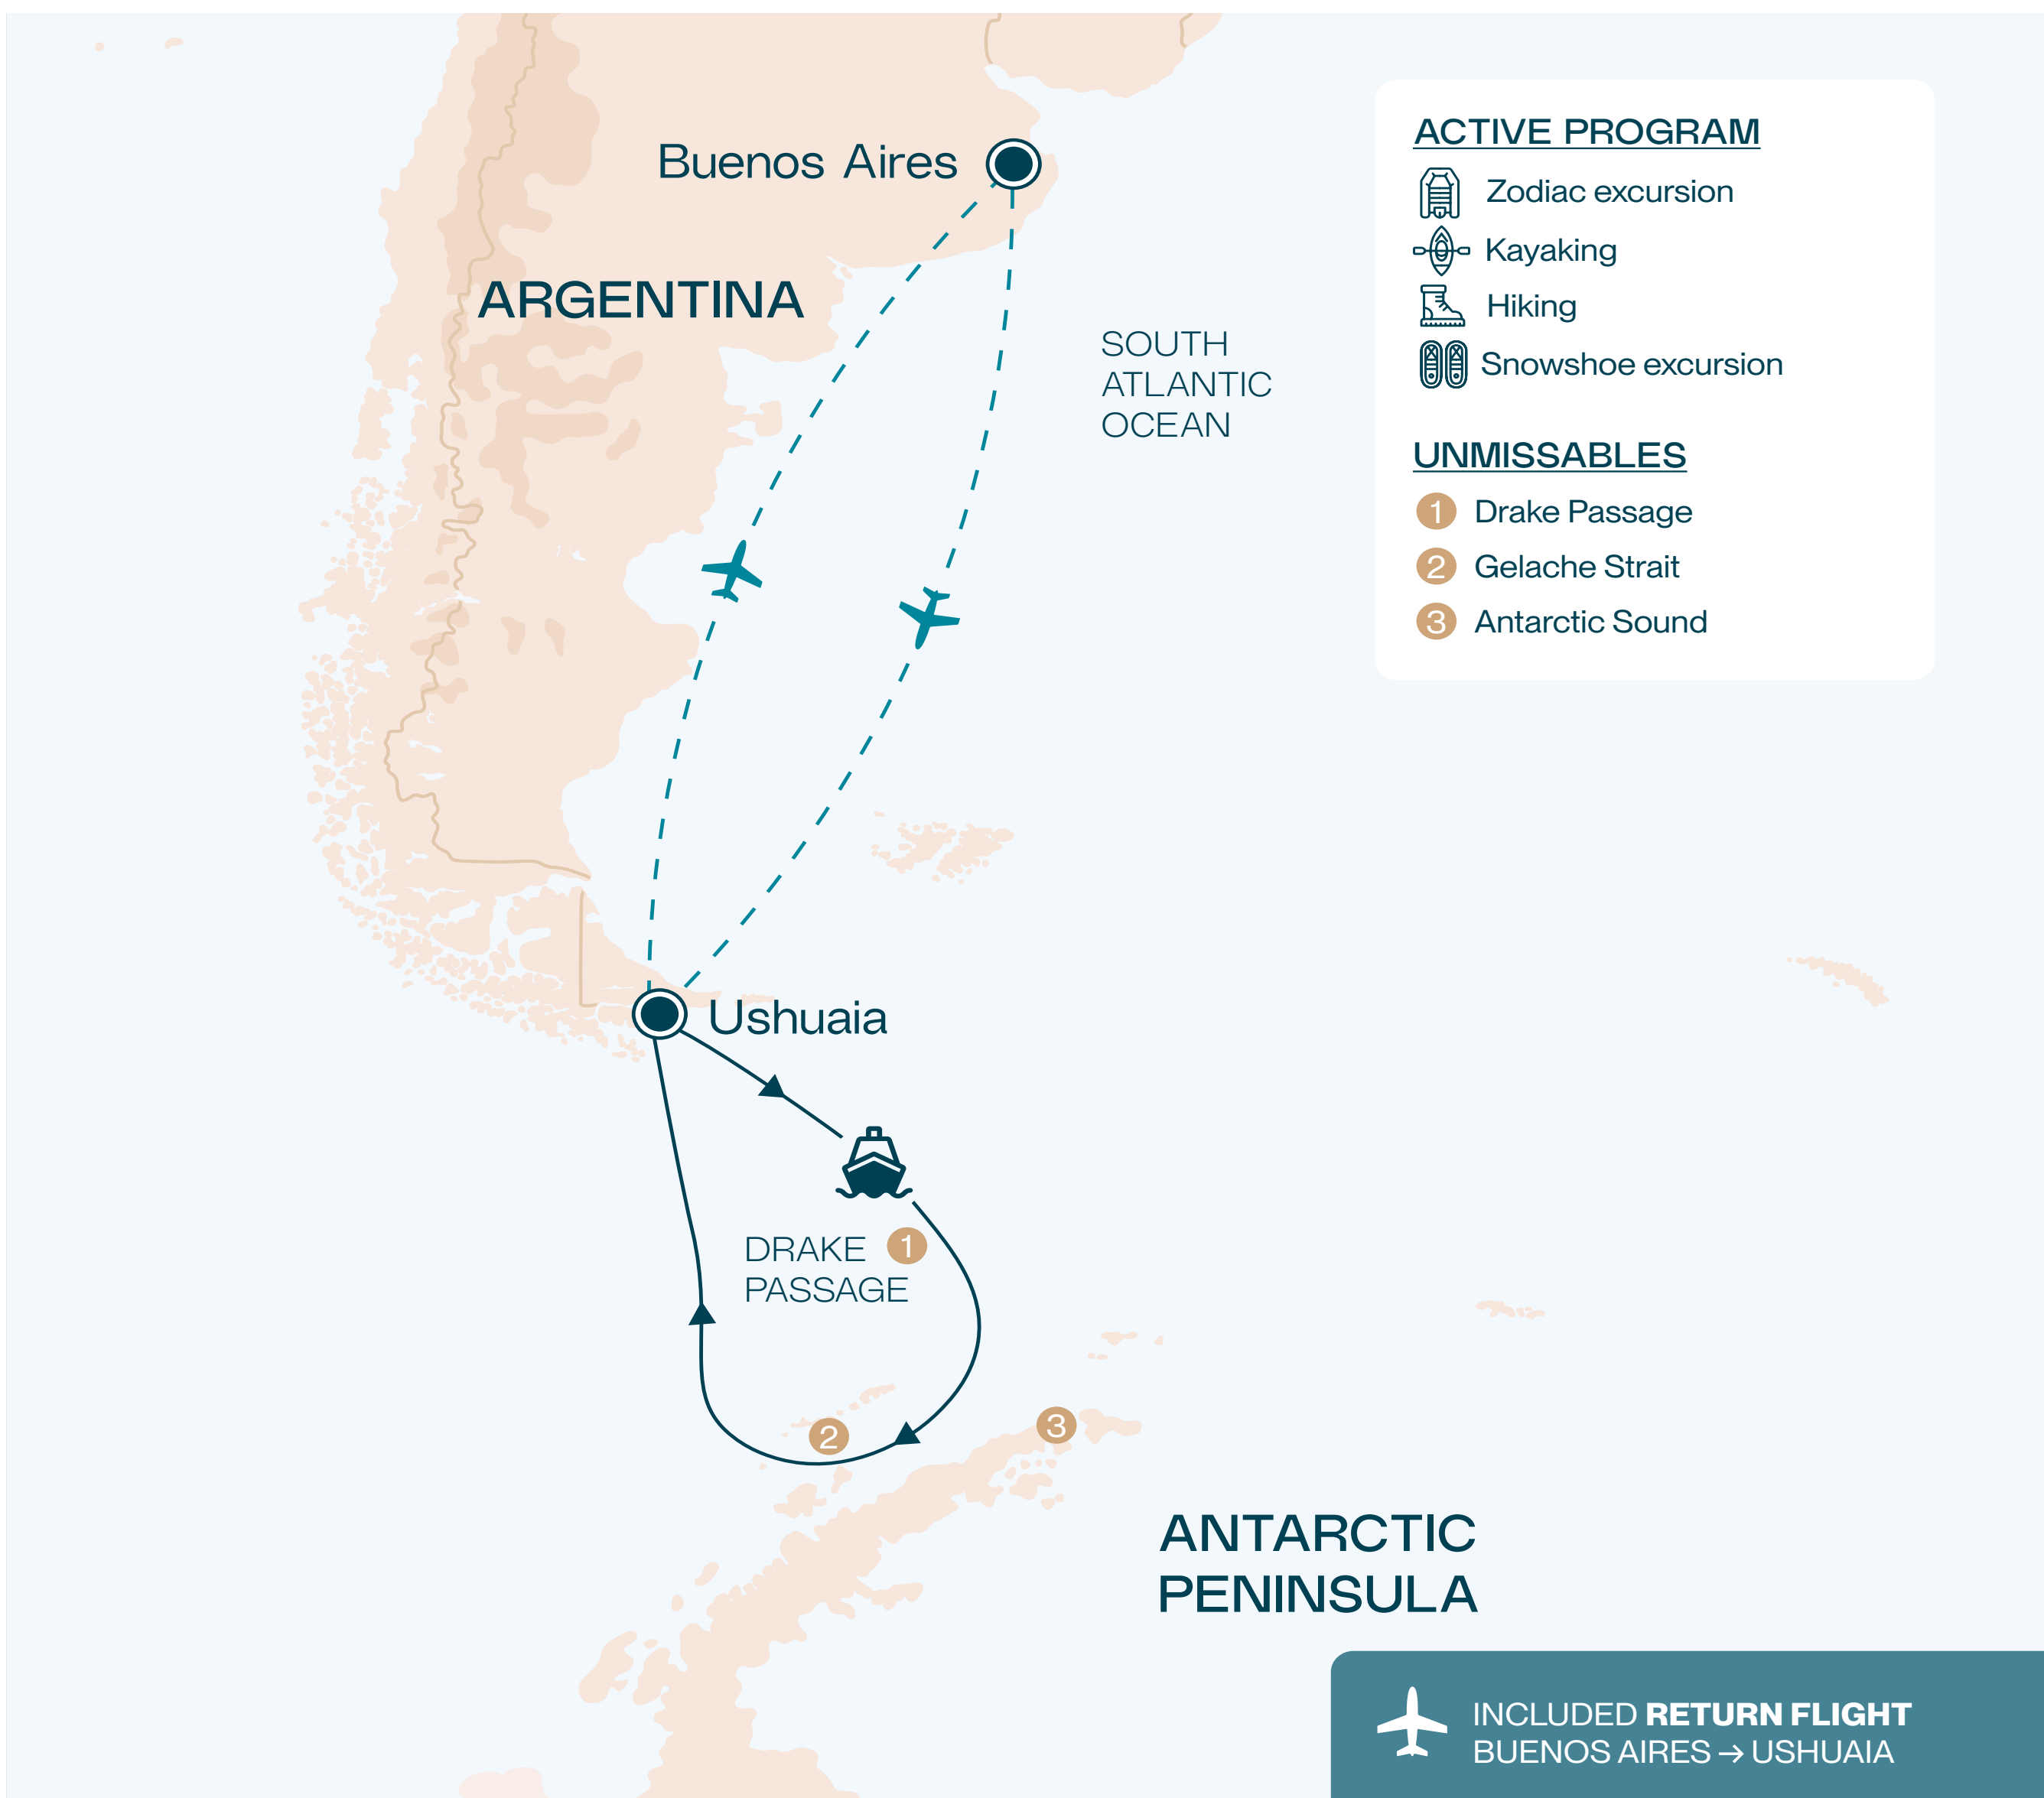 Buenos Aires
ARGENTINA
SOUTH
ATLANTIC
OCEAN
Ushuaia
DRAKE 1
PASSAGE
2
3
ANTARCTIC
PENINSULA
ACTIVE PROGRAM
Zodiac excursion
Kayaking
Hiking
Snowshoe excursion
UNMISSABLES
1 Drake Passage
2 Gelache Strait
3 Antarctic Sound
INCLUDED RETURN FLIGHT
BUENOS AIRES → USHUAIA